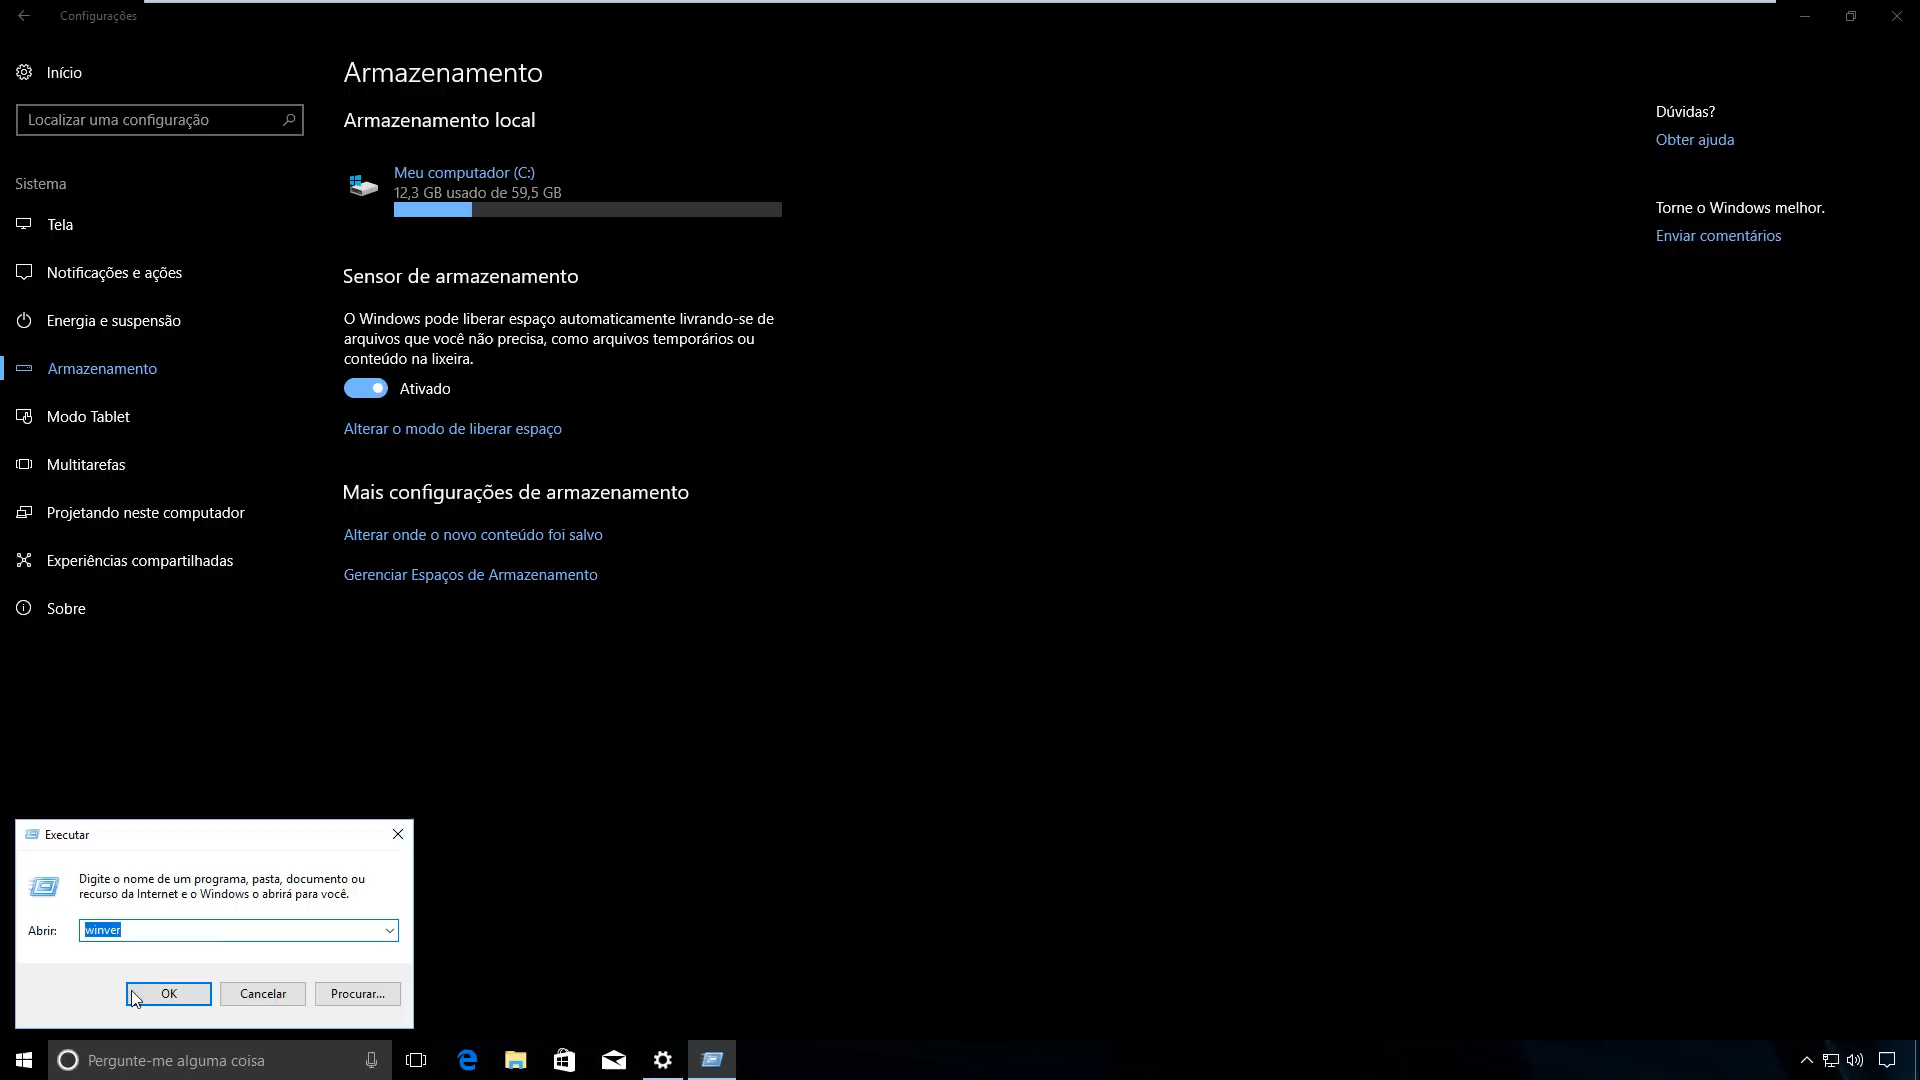 Configurações
Início
Localizar uma configuração
Sistema
Tela
Notificações e ações
Energia e suspensão
Armazenamento
Modo Tablet
Multitarefas
Projetando neste computador
Experiências compartilhadas
Sobre
Armazenamento
Armazenamento local
Meu computador (C:)
12,3 GB usado de 59,5 GB
Sensor de armazenamento
O Windows pode liberar espaço automaticamente livrando-se de
arquivos que você não precisa, como arquivos temporários ou
conteúdo na lixeira.
Ativado
Alterar o modo de liberar espaço
Mais configurações de armazenamento
Alterar onde o novo conteúdo foi salvo
Gerenciar Espaços de Armazenamento
Dúvidas?
Obter ajuda
Torne o Windows melhor.
Enviar comentários
Executar
Digite o nome de um programa, pasta, documento ou
recurso da Internet e o Windows o abrirá para você.
Abrir:
winver
OK
Cancelar
Procurar...
Pergunte-me alguma coisa